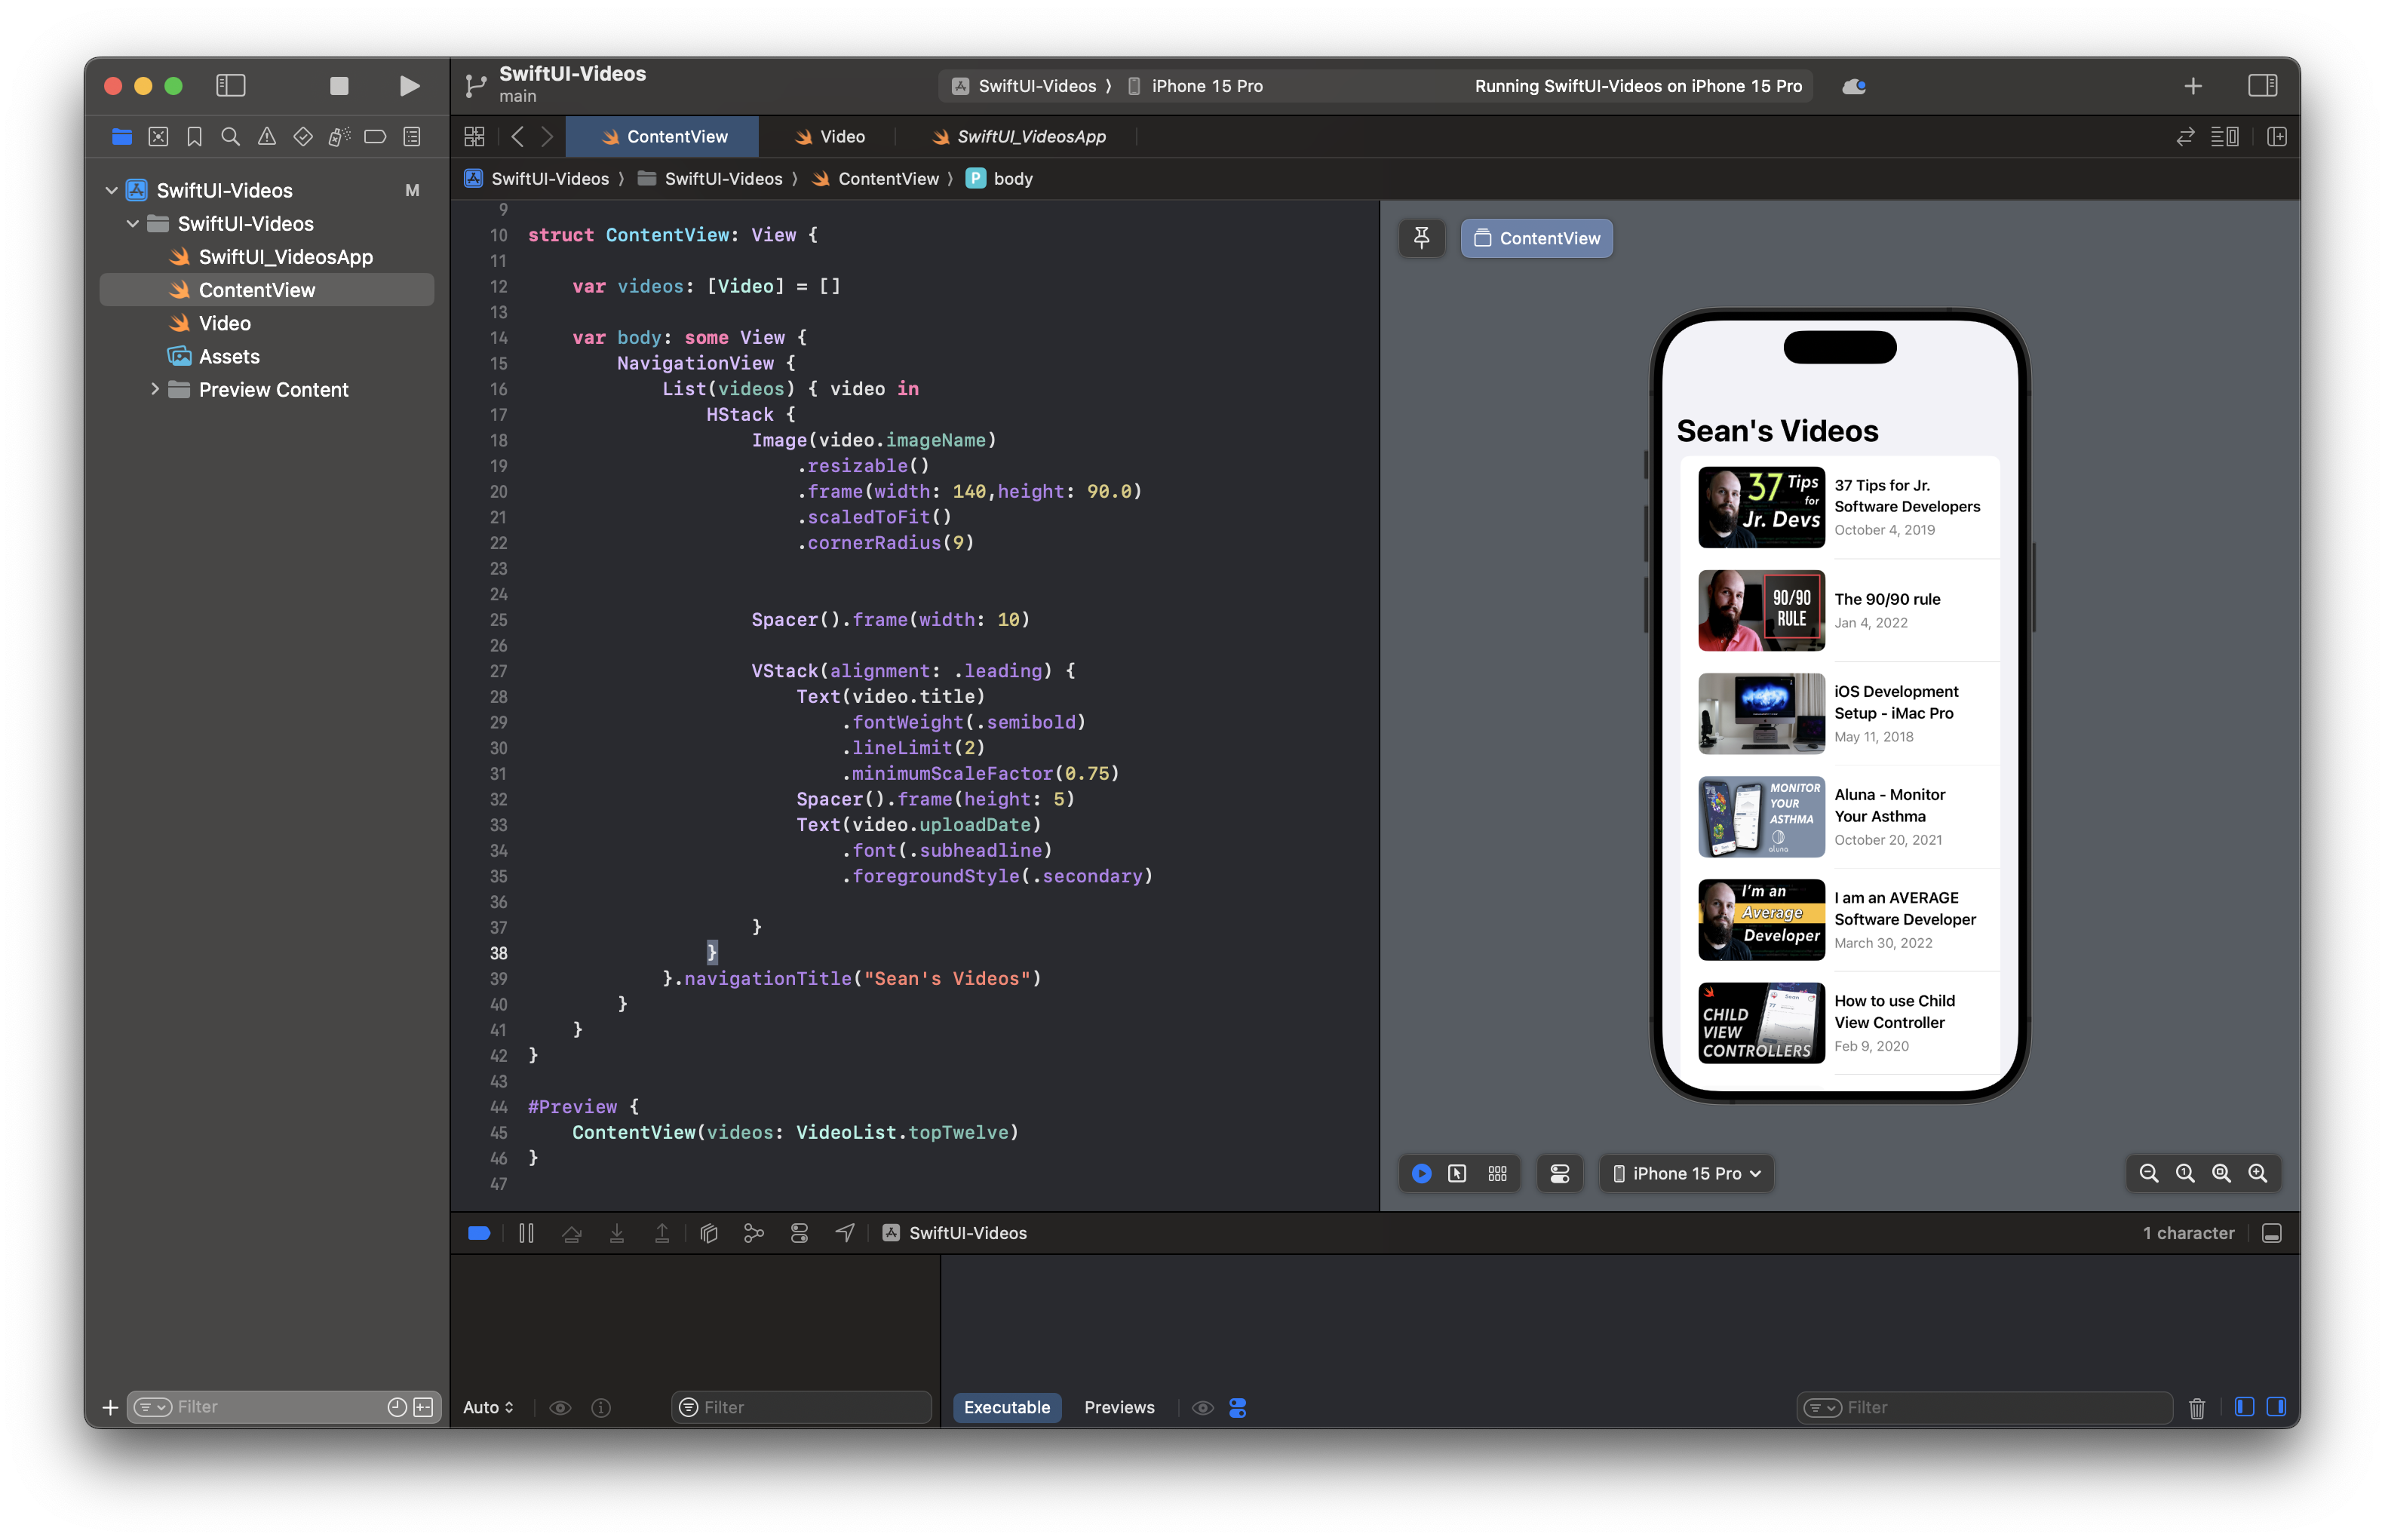 SwiftUI-Videos
main
SwiftUI-Videos ⟩ iPhone 15 Pro
Running SwiftUI-Videos on iPhone 15 Pro
ContentView
Video
SwiftUI_VideosApp
SwiftUI-Videos ⟩ SwiftUI-Videos ⟩ ContentView ⟩ P body
SwiftUI-Videos M
SwiftUI-Videos
SwiftUI_VideosApp
ContentView
Video
Assets
Preview Content
Filter
9
10 struct ContentView: View {
11
12 var videos: [Video] = []
13
14 var body: some View {
15 NavigationView {
16 List(videos) { video in
17 HStack {
18 Image(video.imageName)
19 .resizable()
20 .frame(width: 140,height: 90.0)
21 .scaledToFit()
22 .cornerRadius(9)
23
24
25 Spacer().frame(width: 10)
26
27 VStack(alignment: .leading) {
28 Text(video.title)
29 .fontWeight(.semibold)
30 .lineLimit(2)
31 .minimumScaleFactor(0.75)
32 Spacer().frame(height: 5)
33 Text(video.uploadDate)
34 .font(.subheadline)
35 .foregroundStyle(.secondary)
36
37 }
38 }
39 }.navigationTitle("Sean's Videos")
40 }
41 }
42 }
43
44 #Preview {
45 ContentView(videos: VideoList.topTwelve)
46 }
47
ContentView
Sean's Videos
37 Tips
for
Jr. Devs
37 Tips for Jr.
Software Developers
October 4, 2019
90/90
RULE
The 90/90 rule
Jan 4, 2022
iOS Development
Setup - iMac Pro
May 11, 2018
MONITOR
YOUR
ASTHMA
aluna
Aluna - Monitor
Your Asthma
October 20, 2021
I'm an
Average
Developer
I am an AVERAGE
Software Developer
March 30, 2022
Sean
77
CHILD
VIEW
CONTROLLERS
How to use Child
View Controller
Feb 9, 2020
iPhone 15 Pro
SwiftUI-Videos
1 character
Auto
Filter
Executable
Previews
Filter